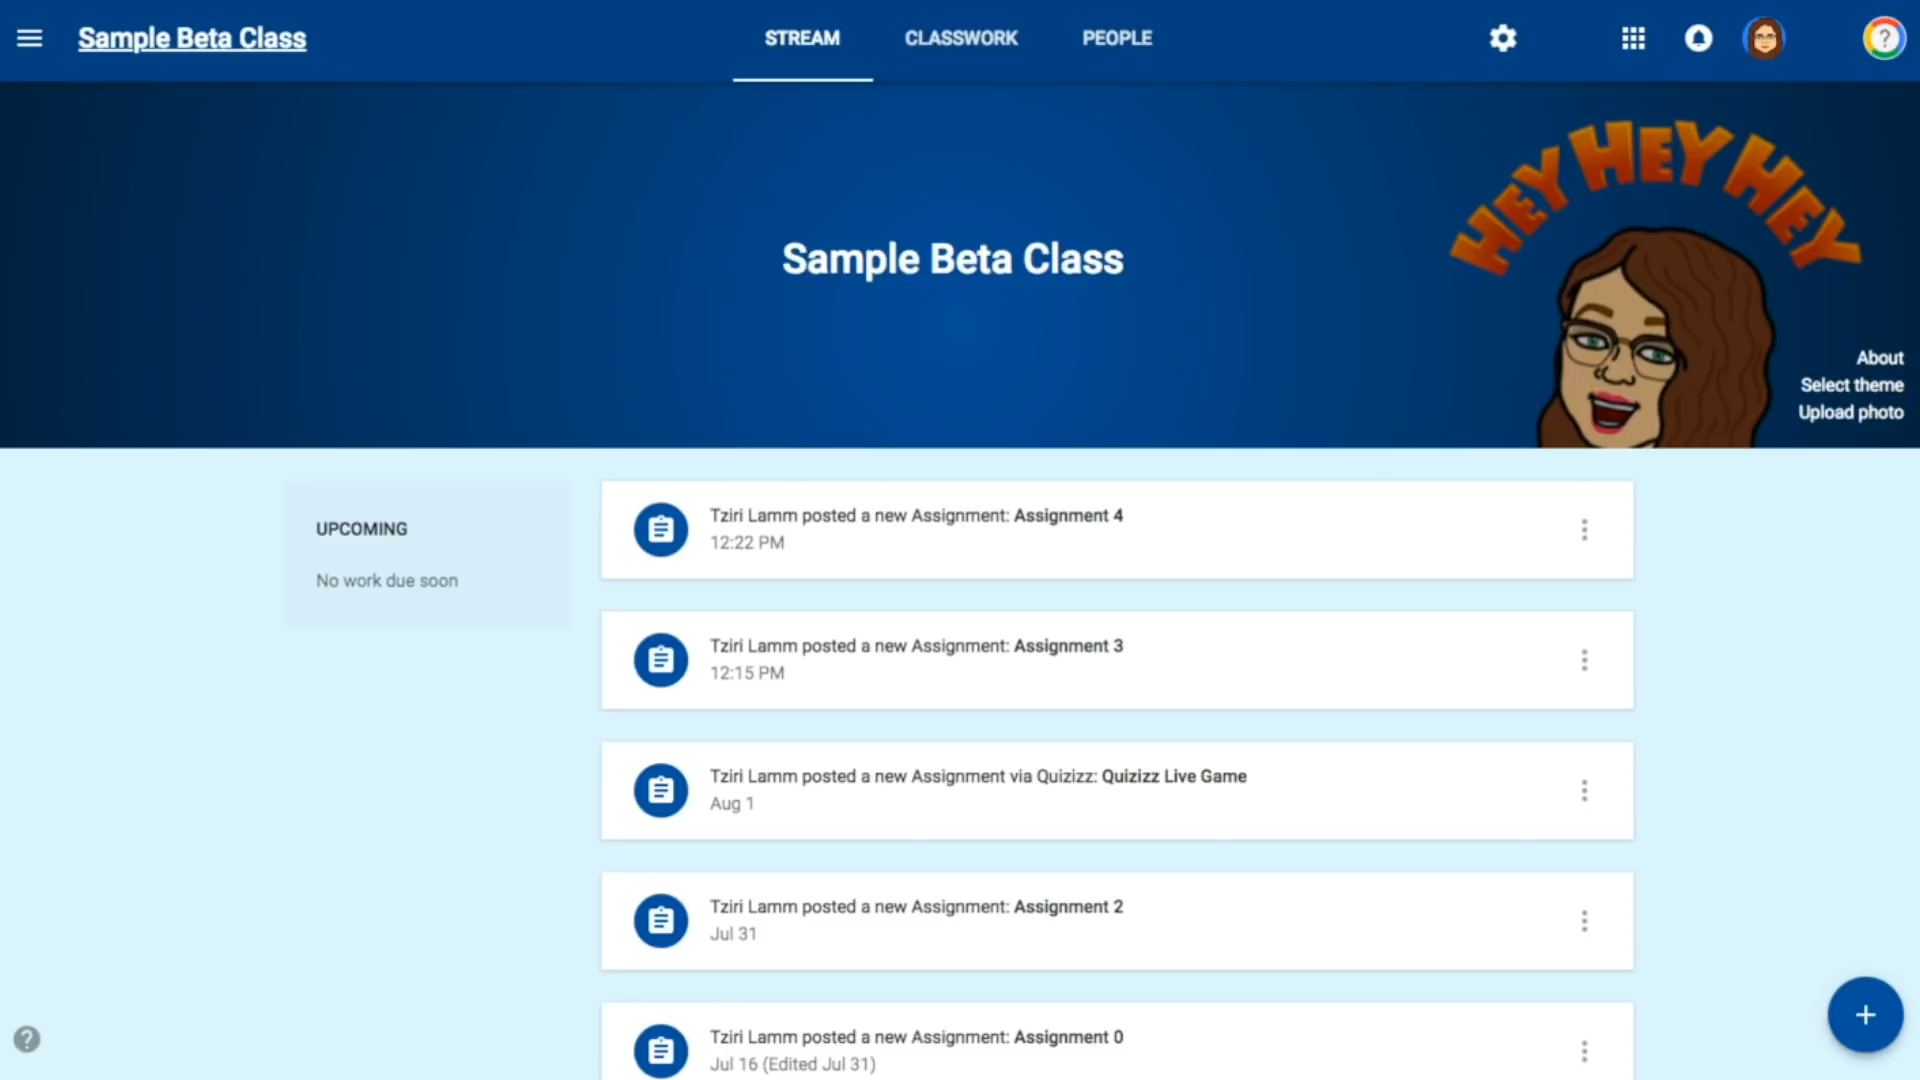 Sample Beta Class
STREAM
CLASSWORK
PEOPLE
?
HEY HEY HEY
Sample Beta Class
About
Select theme
Upload photo
UPCOMING
No work due soon
Tziri Lamm posted a new Assignment: Assignment 4
12:22 PM
Tziri Lamm posted a new Assignment: Assignment 3
12:15 PM
Tziri Lamm posted a new Assignment via Quizizz: Quizizz Live Game
Aug 1
Tziri Lamm posted a new Assignment: Assignment 2
Jul 31
Tziri Lamm posted a new Assignment: Assignment 0
Jul 16 (Edited Jul 31)
+
?